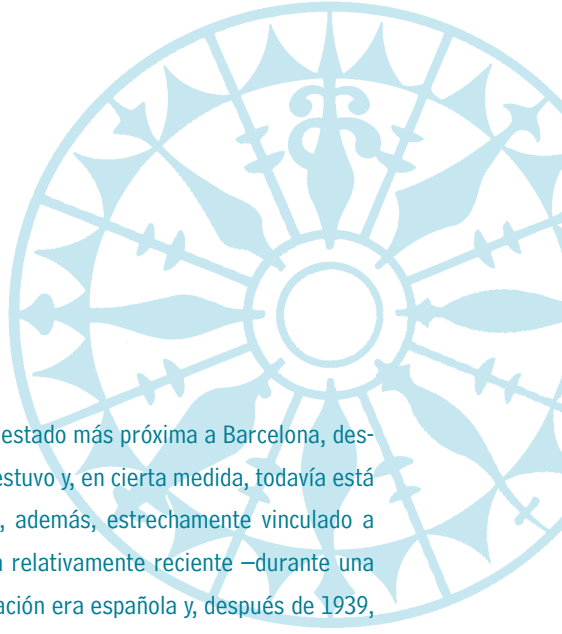 estado más próxima a Barcelona, des-
estuvo y, en cierta medida, todavía está
, además, estrechamente vinculado a
relativamente reciente –durante una
ación era española y, después de 1939,